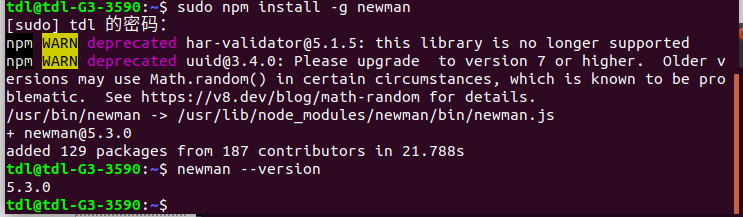 tdl@tdl-G3-3590:~$ sudo npm install -g newman
[sudo] tdl 的密码：
npm WARN deprecated har-validator@5.1.5: this library is no longer supported
npm WARN deprecated uuid@3.4.0: Please upgrade  to version 7 or higher.  Older v
ersions may use Math.random() in certain circumstances, which is known to be pro
blematic.  See https://v8.dev/blog/math-random for details.
/usr/bin/newman -> /usr/lib/node_modules/newman/bin/newman.js
+ newman@5.3.0
added 129 packages from 187 contributors in 21.788s
tdl@tdl-G3-3590:~$ newman --version
5.3.0
tdl@tdl-G3-3590:~$